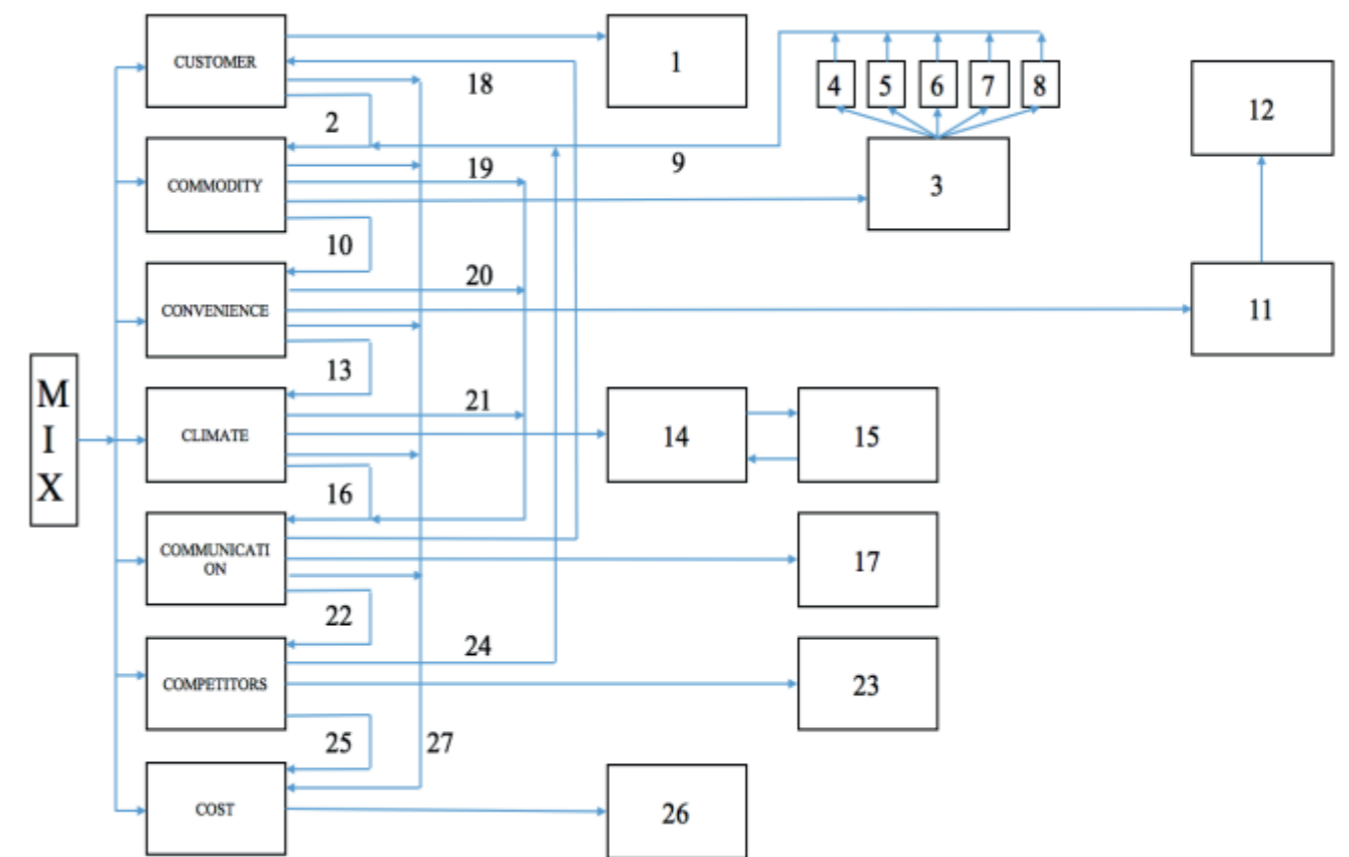 CUSTOMER
1
18
4 5 6 7 8
12
2
COMMODITY
19
9
3
10
CONVENIENCE
20
11
13
M
I
X
CLIMATE
21
14
15
16
COMMUNICATI
ON
17
22
COMPETITORS
24
23
25
27
COST
26